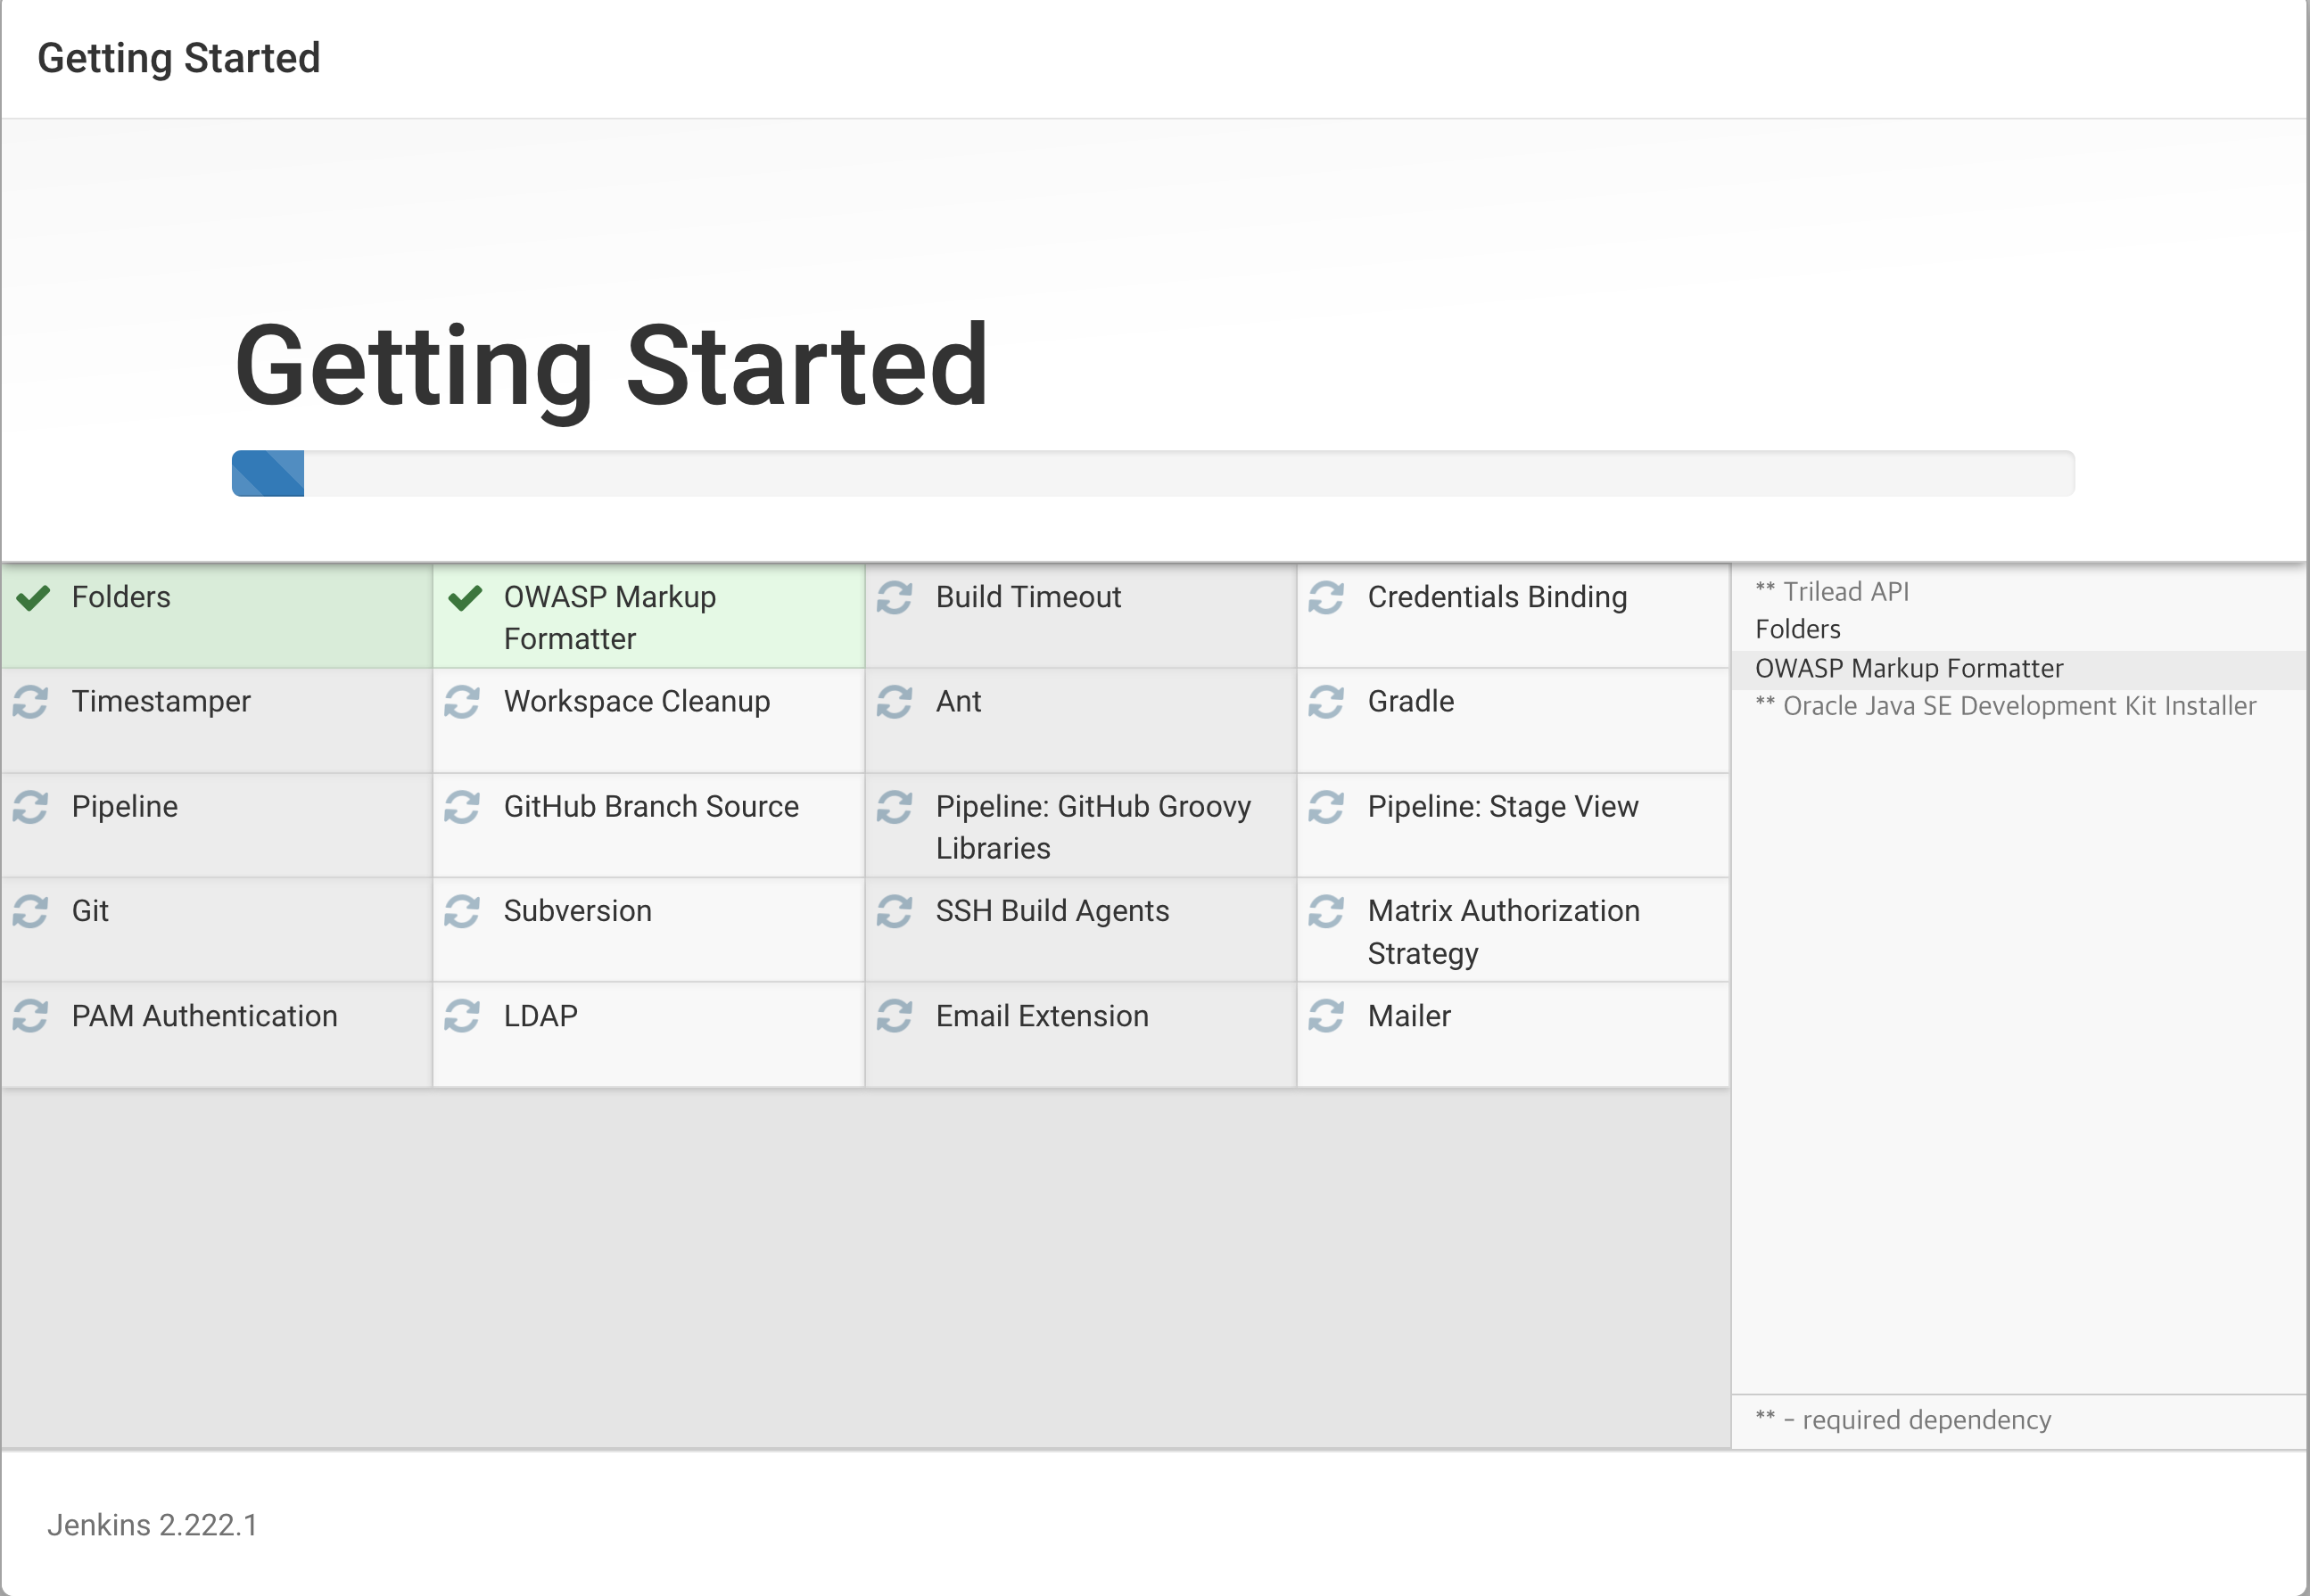 Getting Started
Getting Started
Folders
OWASP Markup
Formatter
Build Timeout
Credentials Binding
Timestamper
Workspace Cleanup
Ant
Gradle
Pipeline
GitHub Branch Source
Pipeline: GitHub Groovy
Libraries
Pipeline: Stage View
Git
Subversion
SSH Build Agents
Matrix Authorization
Strategy
PAM Authentication
LDAP
Email Extension
Mailer
** Trilead API
Folders
OWASP Markup Formatter
** Oracle Java SE Development Kit Installer
** - required dependency
Jenkins 2.222.1